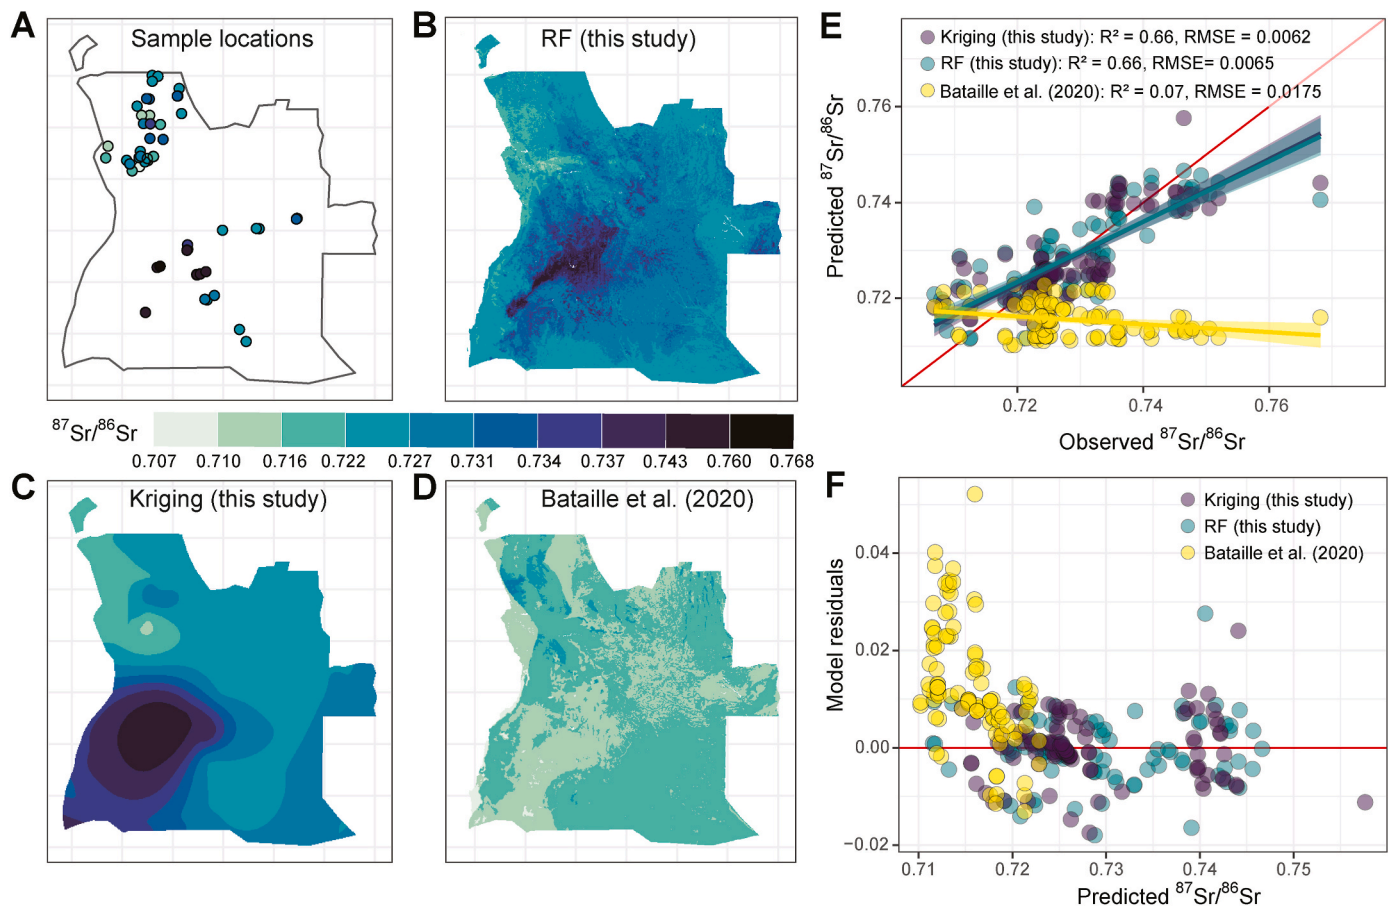 A
Sample locations
B
RF (this study)
⁸⁷Sr/⁸⁶Sr
0.707 0.710 0.716 0.722 0.727 0.731 0.734 0.737 0.743 0.760 0.768
C
Kriging (this study)
D
Bataille et al. (2020)
E
Kriging (this study): R² = 0.66, RMSE = 0.0062
RF (this study): R² = 0.66, RMSE= 0.0065
Bataille et al. (2020): R² = 0.07, RMSE = 0.0175
Predicted ⁸⁷Sr/⁸⁶Sr
0.76
0.74
0.72
0.72 0.74 0.76
Observed ⁸⁷Sr/⁸⁶Sr
F
Kriging (this study)
RF (this study)
Bataille et al. (2020)
Model residuals
0.04
0.02
0.00
−0.02
0.71 0.72 0.73 0.74 0.75
Predicted ⁸⁷Sr/⁸⁶Sr